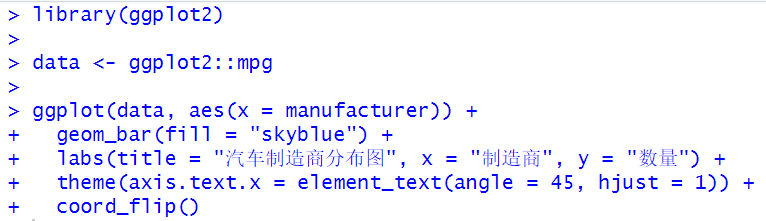 > library(ggplot2)
>
> data <- ggplot2::mpg
>
> ggplot(data, aes(x = manufacturer)) +
+   geom_bar(fill = "skyblue") +
+   labs(title = "汽车制造商分布图", x = "制造商", y = "数量") +
+   theme(axis.text.x = element_text(angle = 45, hjust = 1)) +
+   coord_flip()